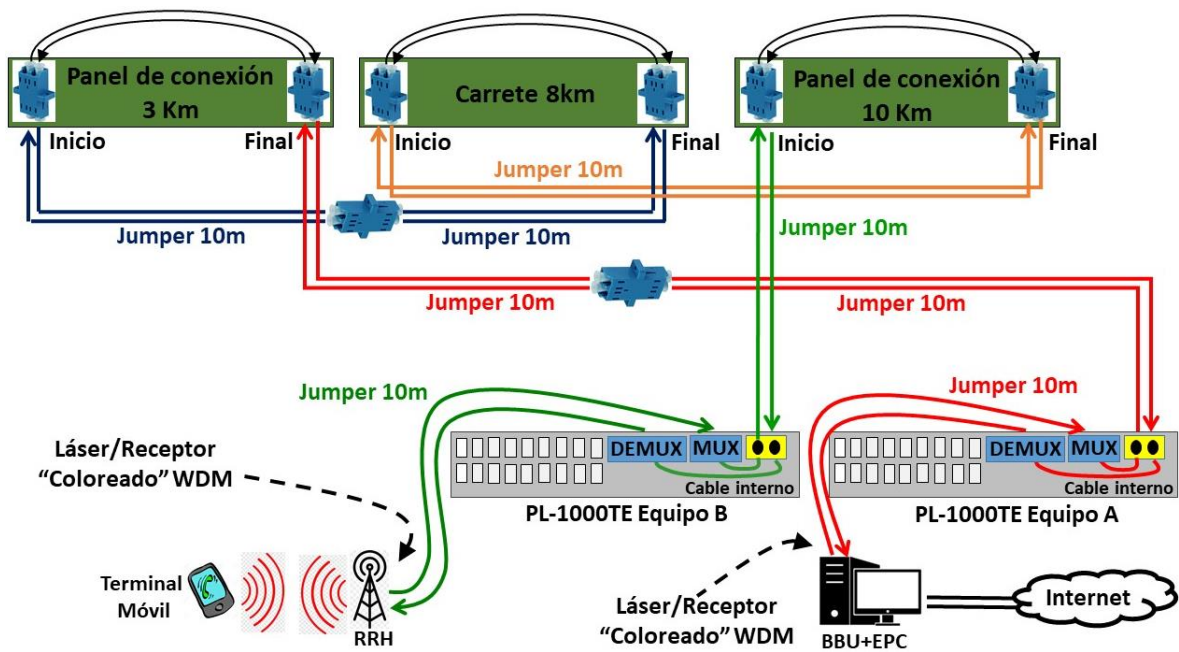 Panel de conexión
3 Km
Carrete 8km
Panel de conexión
10 Km
Inicio
Final
Inicio
Final
Inicio
Final
Jumper 10m
Jumper 10m
Jumper 10m
Jumper 10m
Jumper 10m
Jumper 10m
Jumper 10m
Jumper 10m
Láser/Receptor
“Coloreado” WDM
DEMUX
MUX
Cable interno
PL-1000TE Equipo B
DEMUX
MUX
Cable interno
PL-1000TE Equipo A
Terminal
Móvil
RRH
Láser/Receptor
“Coloreado” WDM
BBU+EPC
Internet